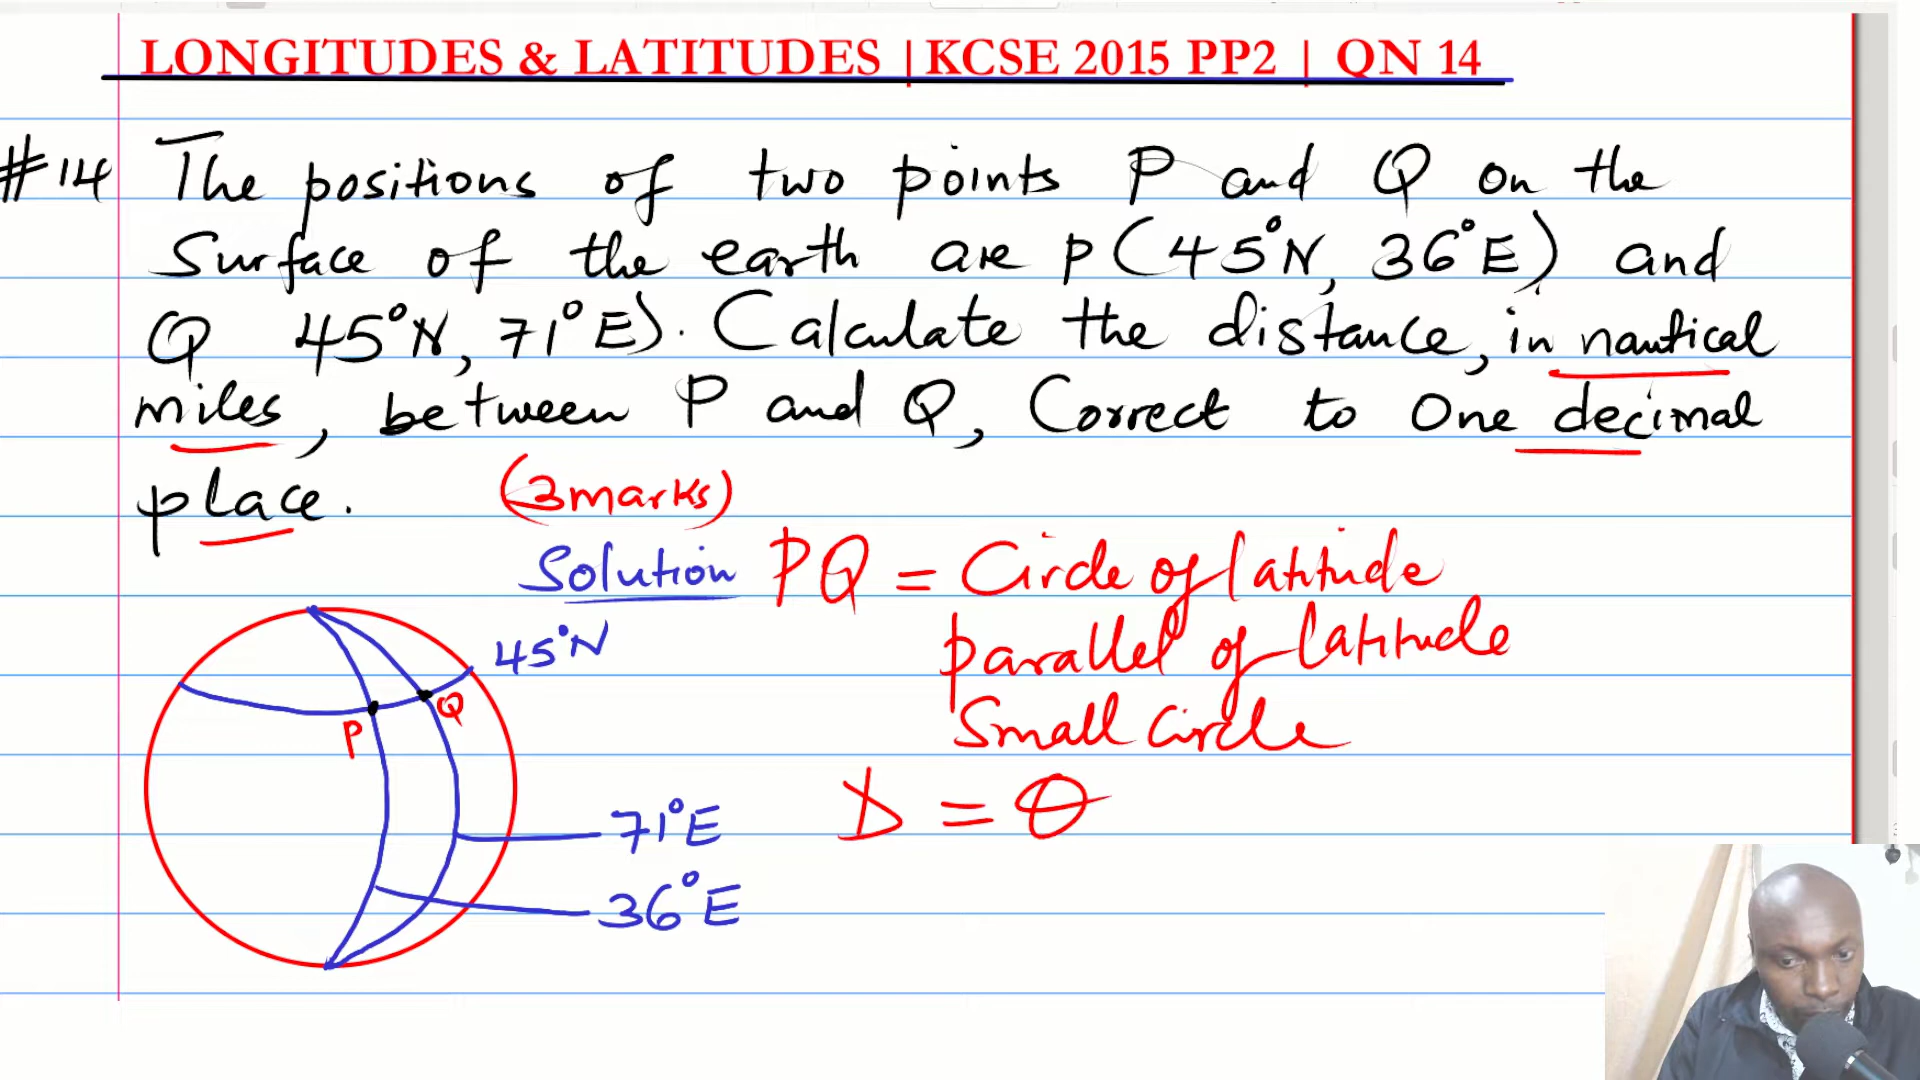 LONGITUDES & LATITUDES | KCSE 2015 PP2 | QN 14
#14 The positions of two points P and Q on the
Surface of the earth are P(45°N, 36°E) and
Q 45°N, 71°E). Calculate the distance, in nautical
miles, between P and Q, Correct to One decimal
place. (3marks)
Solution PQ = Circle of latitude
parallel of latitude
Small Circle
45°N
P Q
D = θ
71°E
36°E